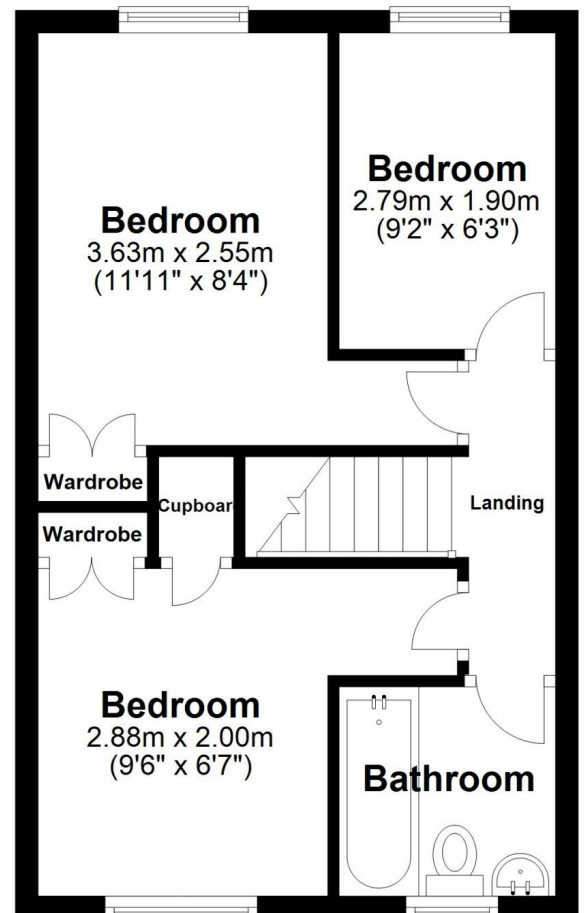 Bedroom
3.63m x 2.55m
(11'11" x 8'4")
Bedroom
2.79m x 1.90m
(9'2" x 6'3")
Wardrobe
Cupboar
Landing
Wardrobe
Bedroom
2.88m x 2.00m
(9'6" x 6'7")
Bathroom